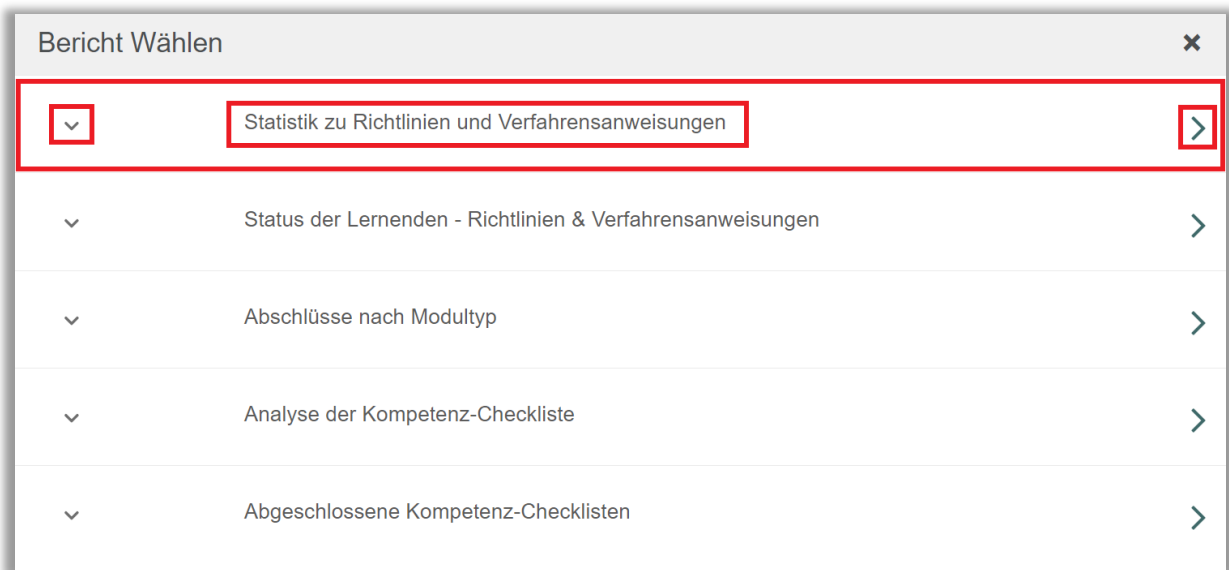 Bericht Wählen
Statistik zu Richtlinien und Verfahrensanweisungen
Status der Lernenden - Richtlinien & Verfahrensanweisungen
Abschlüsse nach Modultyp
Analyse der Kompetenz-Checkliste
Abgeschlossene Kompetenz-Checklisten